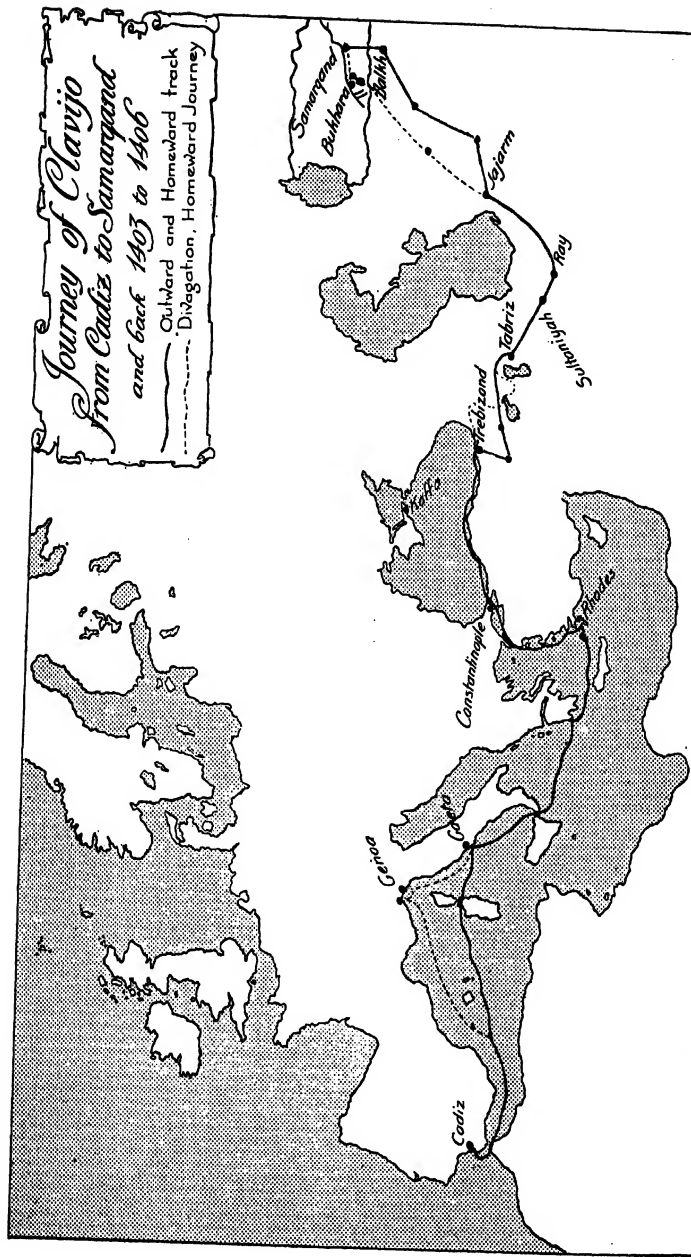 Journey of Clavijo
from Cadiz to Samarqand
and back 1403 to 1406
Outward and Homeward track
Divagation, Homeward Journey
Cadiz
Genoa
Gaeta
Constantinople
Rhodes
Kaffa
Trebizond
Tabriz
Sultaniyah
Ray
Jajarm
Samarqand
Bukhara
Balkh